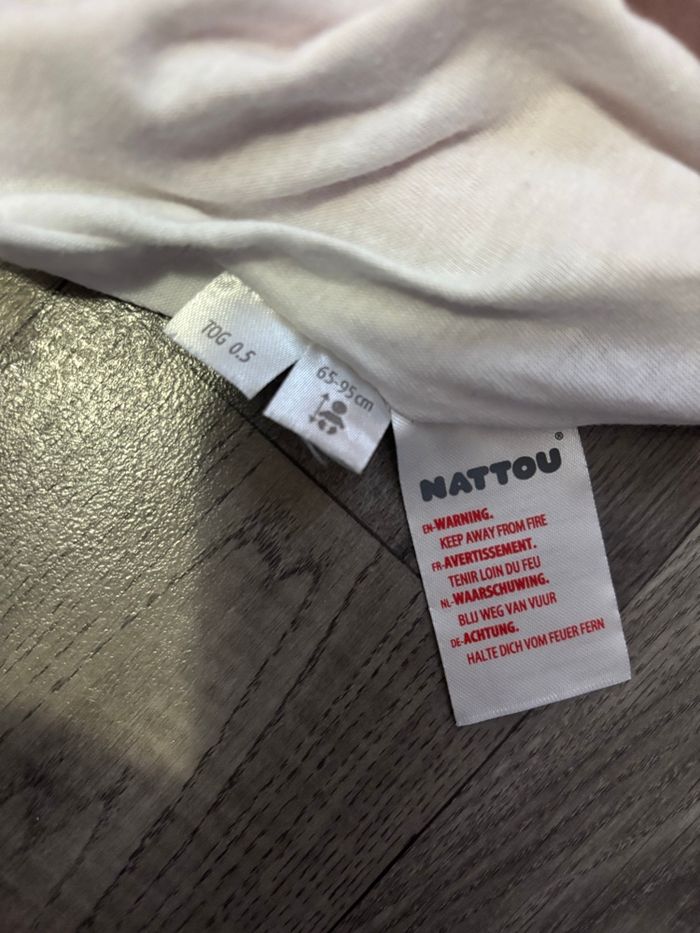 TOG 0.5
65-95cm
NATTOU®
EN-WARNING.
KEEP AWAY FROM FIRE
FR-AVERTISSEMENT.
TENIR LOIN DU FEU
NL-WAARSCHUWING.
BLIJ WEG VAN VUUR
DE-ACHTUNG.
HALTE DICH VOM FEUER FERN